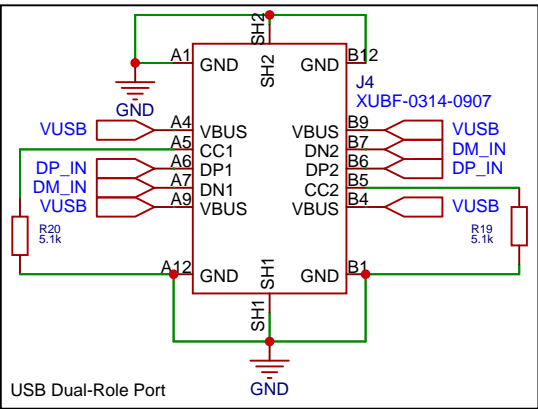 SH2
A1
B12
GND
SH2
GND
J4
XUBF-0314-0907
GND
VUSB
A4
VBUS
VBUS
B9
VUSB
A5
CC1
DN2
B7
DM_IN
DP_IN
A6
DP1
DP2
B6
DP_IN
DM_IN
A7
DN1
CC2
B5
VUSB
A9
VBUS
VBUS
B4
VUSB
R20
5.1k
R19
5.1k
A12
GND
SH1
GND
B1
SH1
USB Dual-Role Port
GND